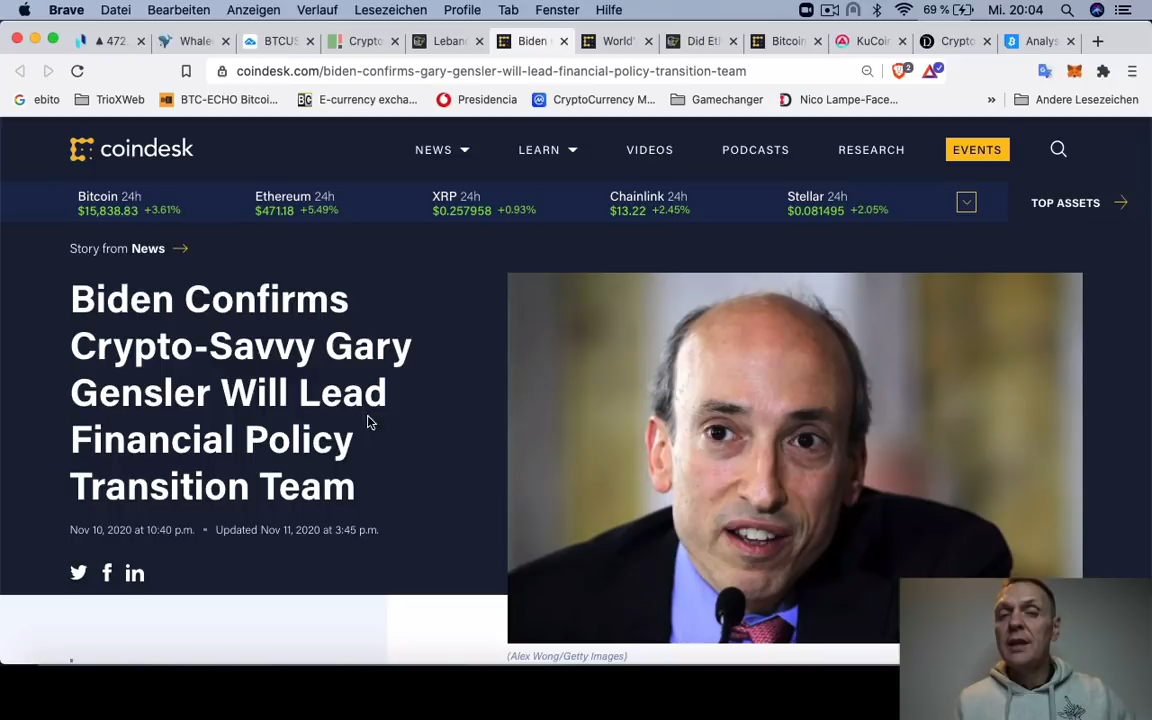 Brave Datei Bearbeiten Anzeigen Verlauf Lesezeichen Profile Tab Fenster Hilfe 69 % Mi. 20:04
472. Whale BTCUS Crypto Leban Biden World' Did Et Bitcoin KuCoi Crypto Analys
coindesk.com/biden-confirms-gary-gensler-will-lead-financial-policy-transition-team 2
ebito TrioXWeb BTC-ECHO Bitcoi... E-currency excha... Presidencia CryptoCurrency M... Gamechanger Nico Lampe-Face... » Andere Lesezeichen
coindesk NEWS LEARN VIDEOS PODCASTS RESEARCH EVENTS
Bitcoin 24h Ethereum 24h XRP 24h Chainlink 24h Stellar 24h
$15,838.83 +3.61% $471.18 +5.49% $0.257958 +0.93% $13.22 +2.45% $0.081495 +2.05%
TOP ASSETS
Story from News
Biden Confirms
Crypto-Savvy Gary
Gensler Will Lead
Financial Policy
Transition Team
Nov 10, 2020 at 10:40 p.m. Updated Nov 11, 2020 at 3:45 p.m.
(Alex Wong/Getty Images)